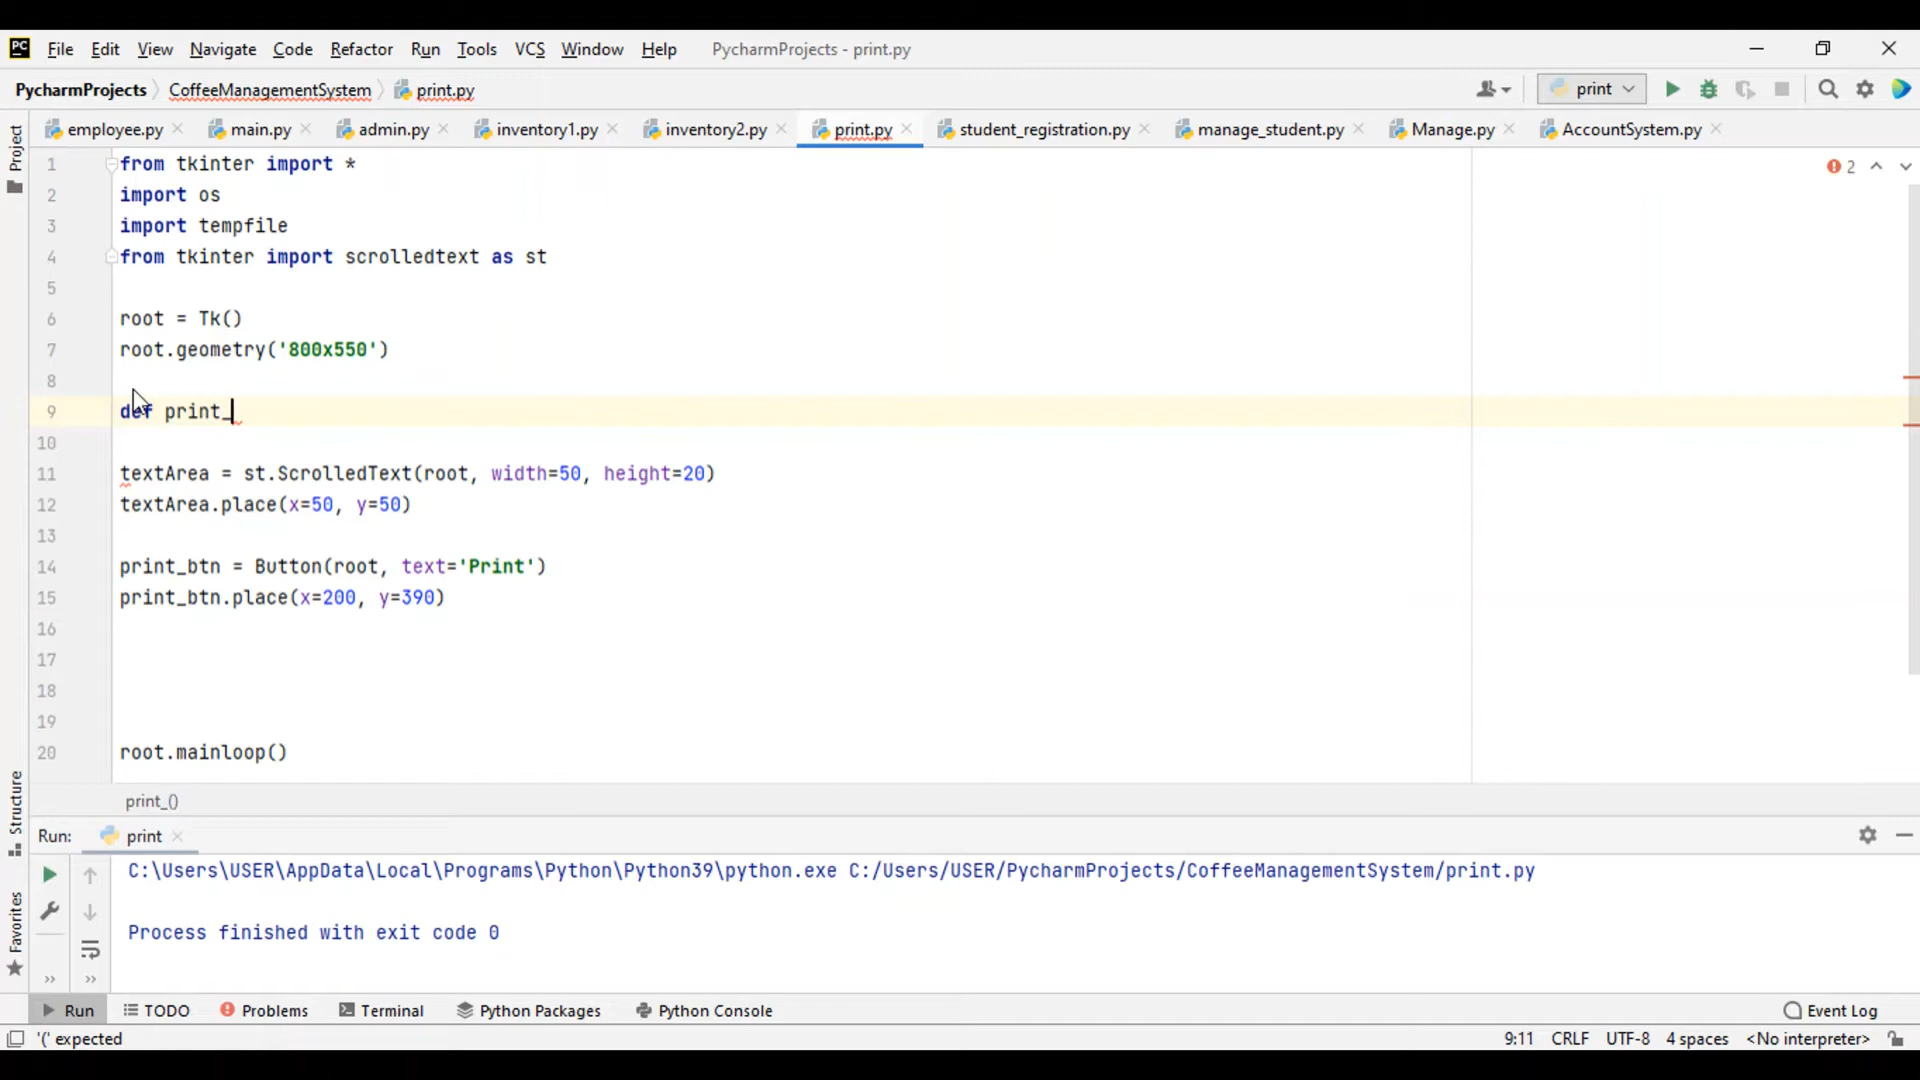 PC File Edit View Navigate Code Refactor Run Tools VCS Window Help PycharmProjects - print.py
PycharmProjects CoffeeManagementSystem print.py print
employee.py main.py admin.py inventory1.py inventory2.py print.py student_registration.py manage_student.py Manage.py AccountSystem.py
Project
1 from tkinter import * 2
2 import os
3 import tempfile
4 from tkinter import scrolledtext as st
5
6 root = Tk()
7 root.geometry('800x550')
8
9 def print_
10
11 textArea = st.ScrolledText(root, width=50, height=20)
12 textArea.place(x=50, y=50)
13
14 print_btn = Button(root, text='Print')
15 print_btn.place(x=200, y=390)
16
17
18
19
20 root.mainloop()
Structure
print_()
Run: print
Favorites
C:\Users\USER\AppData\Local\Programs\Python\Python39\python.exe C:/Users/USER/PycharmProjects/CoffeeManagementSystem/print.py
Process finished with exit code 0
Run TODO Problems Terminal Python Packages Python Console Event Log
'(' expected 9:11 CRLF UTF-8 4 spaces <No interpreter>